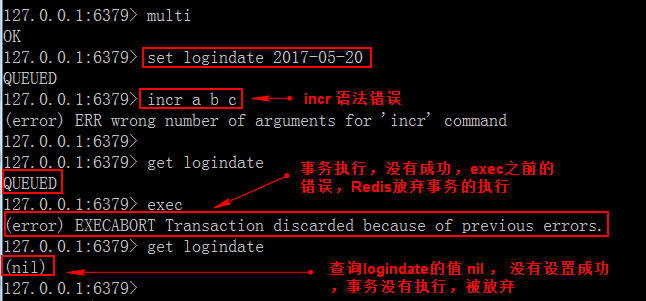 127.0.0.1:6379> multi
OK
127.0.0.1:6379> set logindate 2017-05-20
QUEUED
127.0.0.1:6379> incr a b c
incr 语法错误
(error) ERR wrong number of arguments for 'incr' command
127.0.0.1:6379>
127.0.0.1:6379> get logindate
QUEUED
事务执行，没有成功，exec之前的
错误，Redis放弃事务的执行
127.0.0.1:6379> exec
(error) EXECABORT Transaction discarded because of previous errors.
127.0.0.1:6379> get logindate
(nil)
查询logindate的值 nil ，没有设置成功
，事务没有执行，被放弃
127.0.0.1:6379>